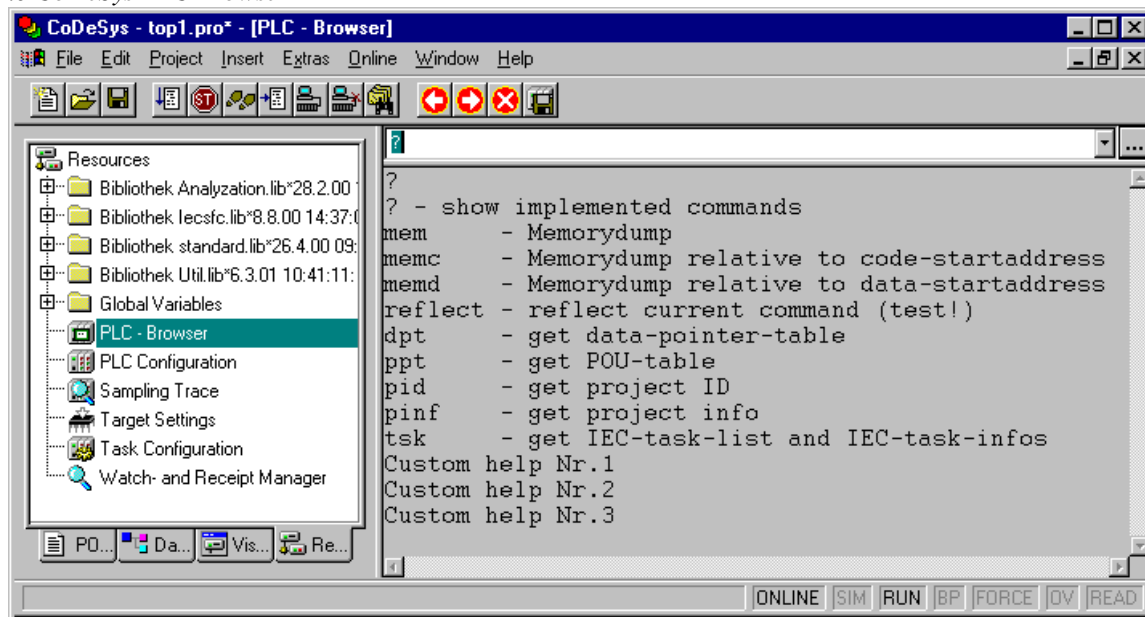 CoDeSys - top1.pro* - [PLC - Browser]
File Edit Project Insert Extras Online Window Help
ST
Resources
Bibliothek Analyzation.lib*28.2.00
Bibliothek Iecsfc.lib*8.8.00 14:37:0
Bibliothek standard.lib*26.4.00 09:
Bibliothek Util.lib*6.3.01 10:41:11:
Global Variables
PLC - Browser
PLC Configuration
Sampling Trace
Target Settings
Task Configuration
Watch- and Receipt Manager
PO... Da... Vis... Re...
?
...
?
? - show implemented commands
mem - Memorydump
memc - Memorydump relative to code-startaddress
memd - Memorydump relative to data-startaddress
reflect - reflect current command (test!)
dpt - get data-pointer-table
ppt - get POU-table
pid - get project ID
pinf - get project info
tsk - get IEC-task-list and IEC-task-infos
Custom help Nr.1
Custom help Nr.2
Custom help Nr.3
ONLINE SIM RUN BP FORCE OV READ